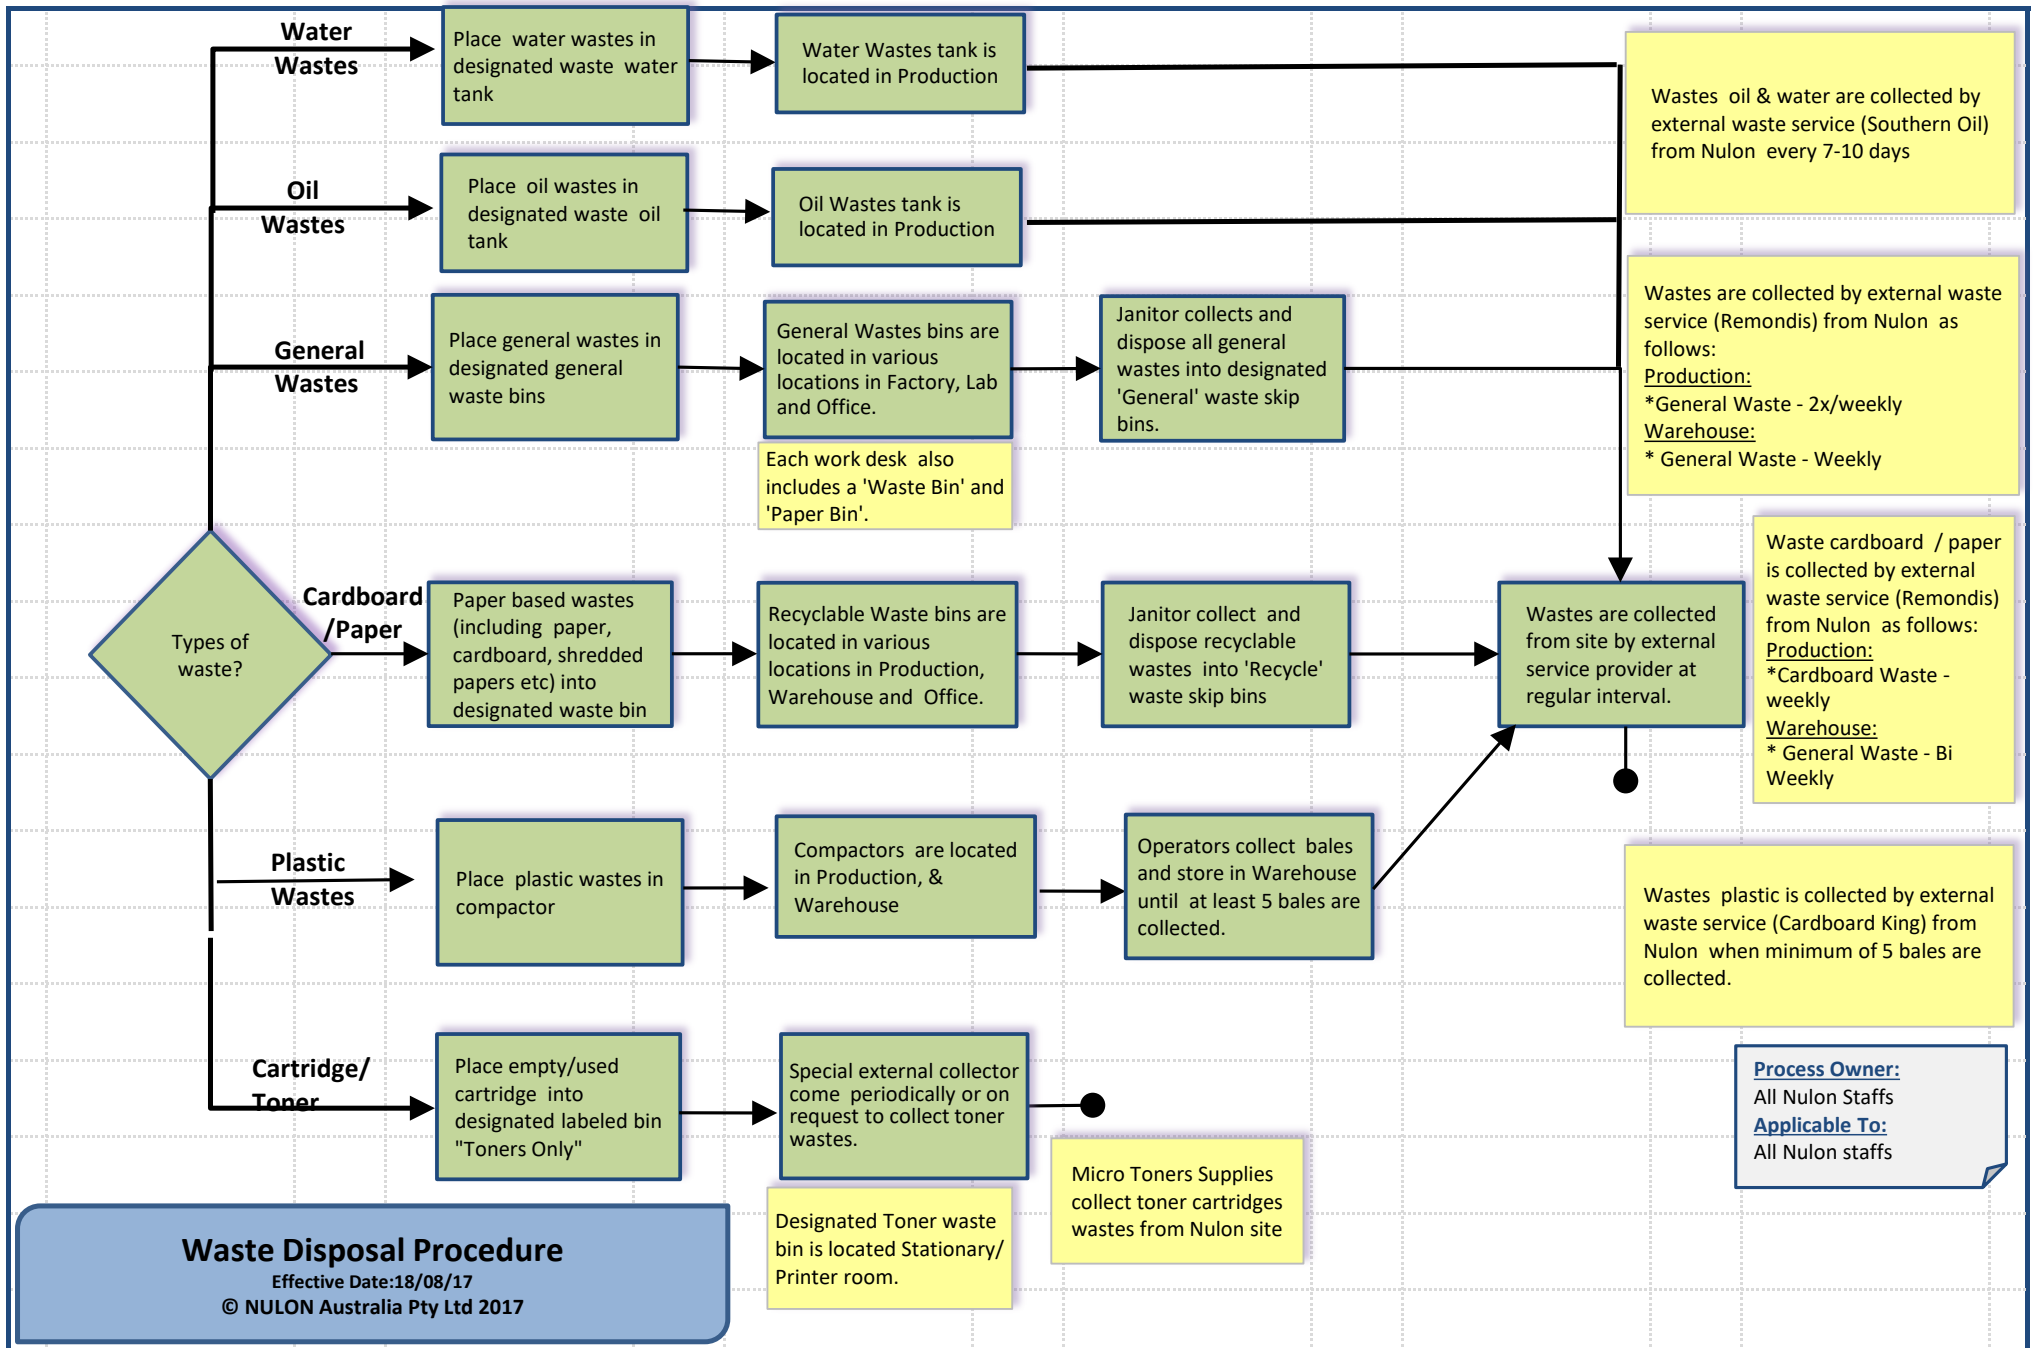 Water
Wastes
Place water wastes in
designated waste water
tank
Water Wastes tank is
located in Production
Wastes oil & water are collected by
external waste service (Southern Oil)
from Nulon every 7-10 days
Oil
Wastes
Place oil wastes in
designated waste oil
tank
Oil Wastes tank is
located in Production
General
Wastes
Place general wastes in
designated general
waste bins
General Wastes bins are
located in various
locations in Factory, Lab
and Office.
Each work desk also
includes a 'Waste Bin' and
'Paper Bin'.
Janitor collects and
dispose all general
wastes into designated
'General' waste skip
bins.
Wastes are collected by external waste
service (Remondis) from Nulon as
follows:
Production:
*General Waste - 2x/weekly
Warehouse:
* General Waste - Weekly
Types of
waste?
Cardboard
/Paper
Paper based wastes
(including paper,
cardboard, shredded
papers etc) into
designated waste bin
Recyclable Waste bins are
located in various
locations in Production,
Warehouse and Office.
Janitor collect and
dispose recyclable
wastes into 'Recycle'
waste skip bins
Wastes are collected
from site by external
service provider at
regular interval.
Waste cardboard / paper
is collected by external
waste service (Remondis)
from Nulon as follows:
Production:
*Cardboard Waste -
weekly
Warehouse:
* General Waste - Bi
Weekly
Plastic
Wastes
Place plastic wastes in
compactor
Compactors are located
in Production, &
Warehouse
Operators collect bales
and store in Warehouse
until at least 5 bales are
collected.
Wastes plastic is collected by external
waste service (Cardboard King) from
Nulon when minimum of 5 bales are
collected.
Cartridge/
Toner
Place empty/used
cartridge into
designated labeled bin
"Toners Only"
Special external collector
come periodically or on
request to collect toner
wastes.
Designated Toner waste
bin is located Stationary/
Printer room.
Micro Toners Supplies
collect toner cartridges
wastes from Nulon site
Process Owner:
All Nulon Staffs
Applicable To:
All Nulon staffs
Waste Disposal Procedure
Effective Date:18/08/17
© NULON Australia Pty Ltd 2017